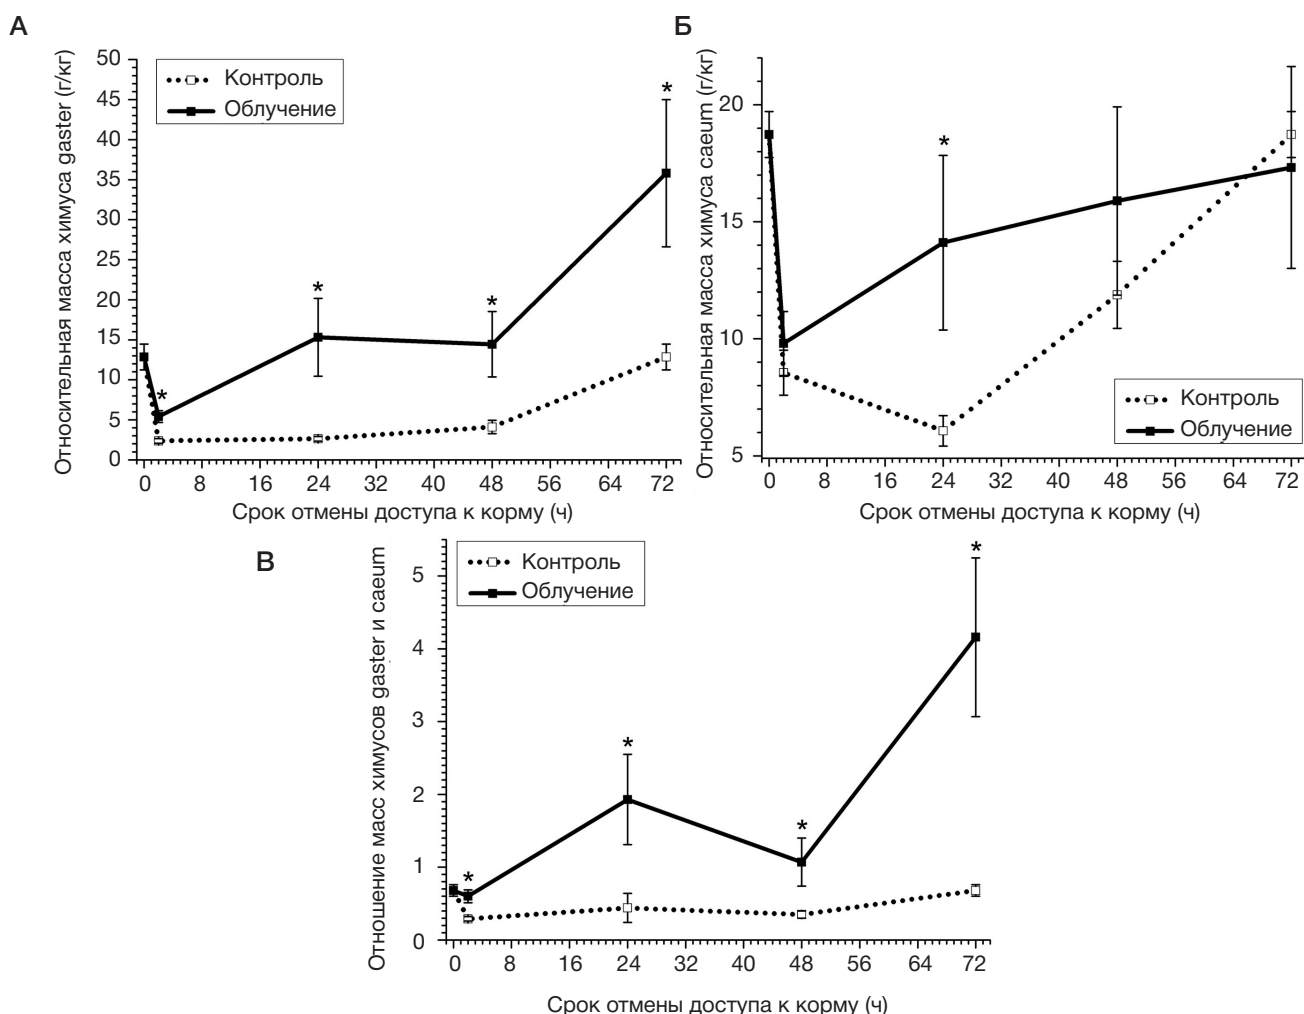 А
Относительная масса химуса gaster (г/кг)
50
45
40
35
30
25
20
15
10
5
0
Контроль
Облучение
*
*
*
*
0 8 16 24 32 40 48 56 64 72
Срок отмены доступа к корму (ч)
Б
Относительная масса химуса caeum (г/кг)
20
15
10
5
*
Контроль
Облучение
0 8 16 24 32 40 48 56 64 72
Срок отмены доступа к корму (ч)
В
Отношение масс химусов gaster и caeum
5
4
3
2
1
0
Контроль
Облучение
*
*
*
*
0 8 16 24 32 40 48 56 64 72
Срок отмены доступа к корму (ч)